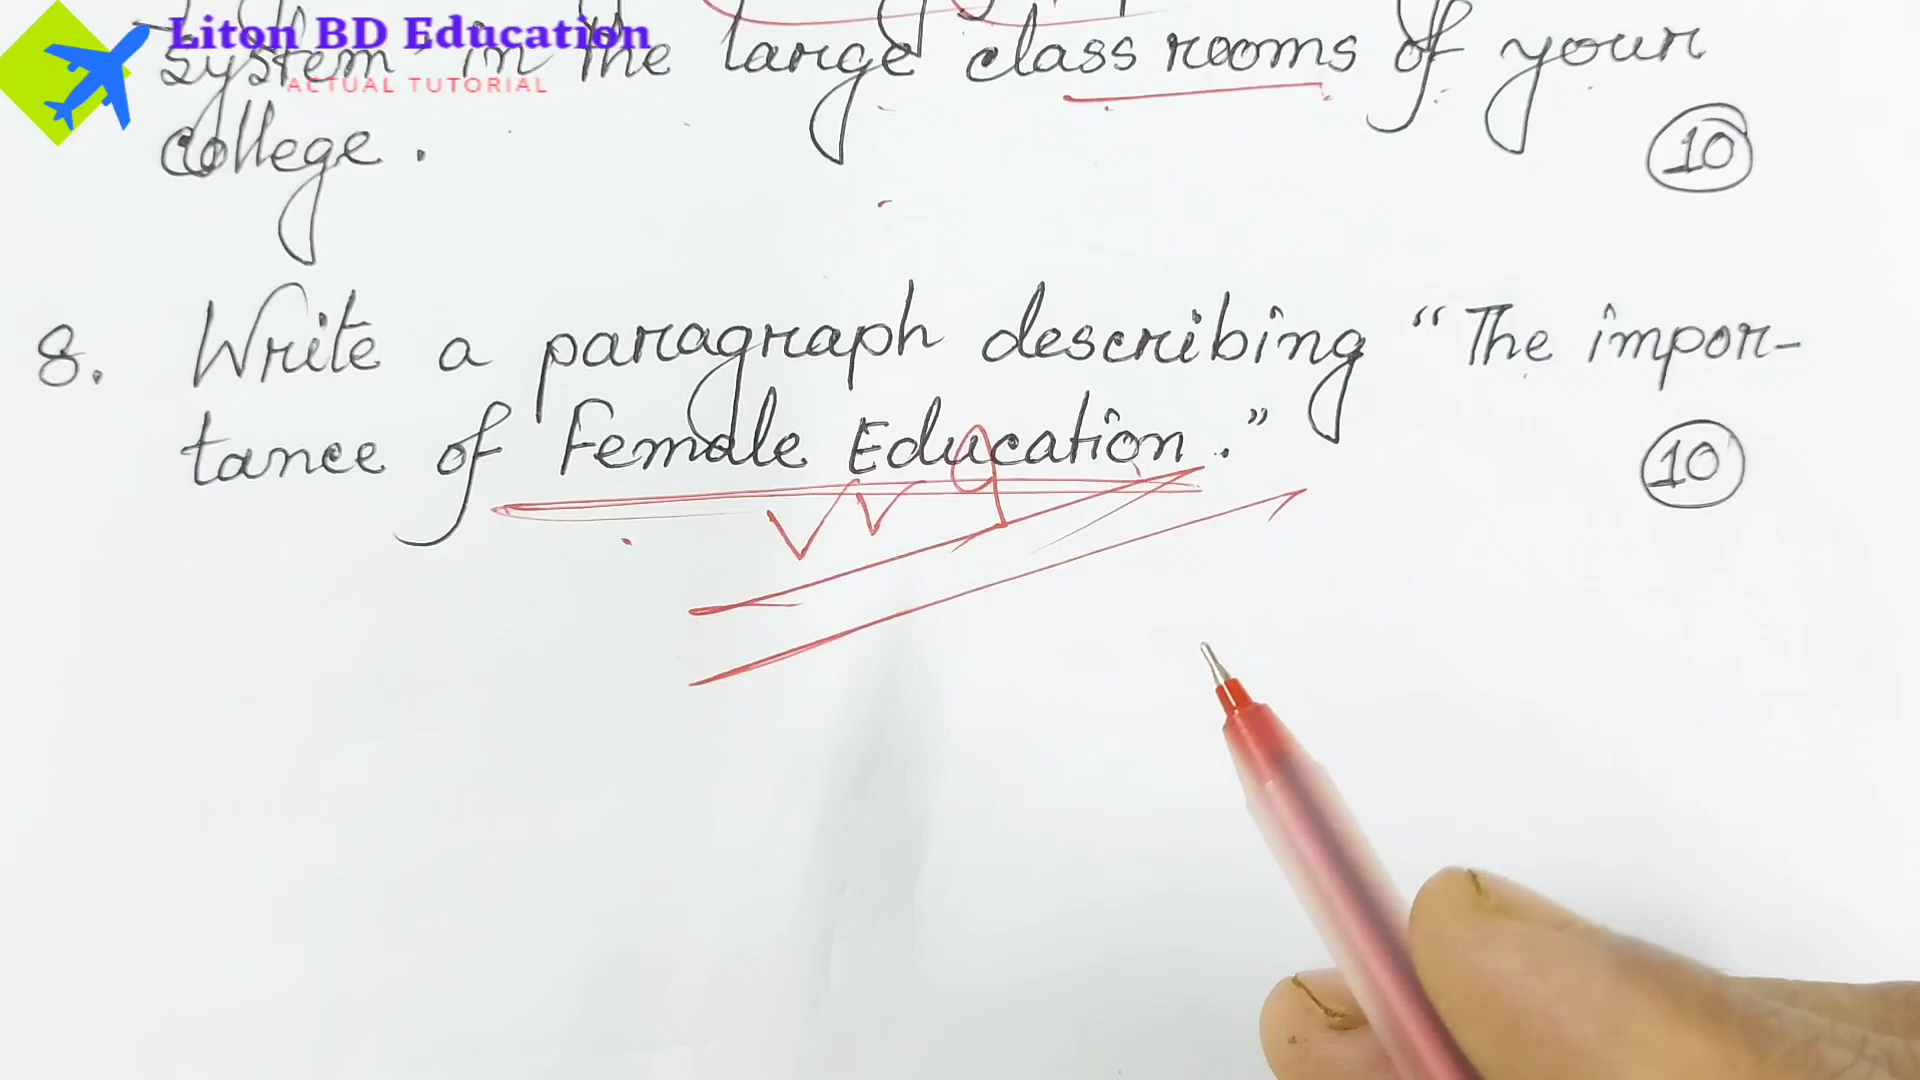 Liton BD Education
ACTUAL TUTORIAL
system in the large class rooms of your
college.
10
8. Write a paragraph describing "The impor-
tance of Female Education."
10